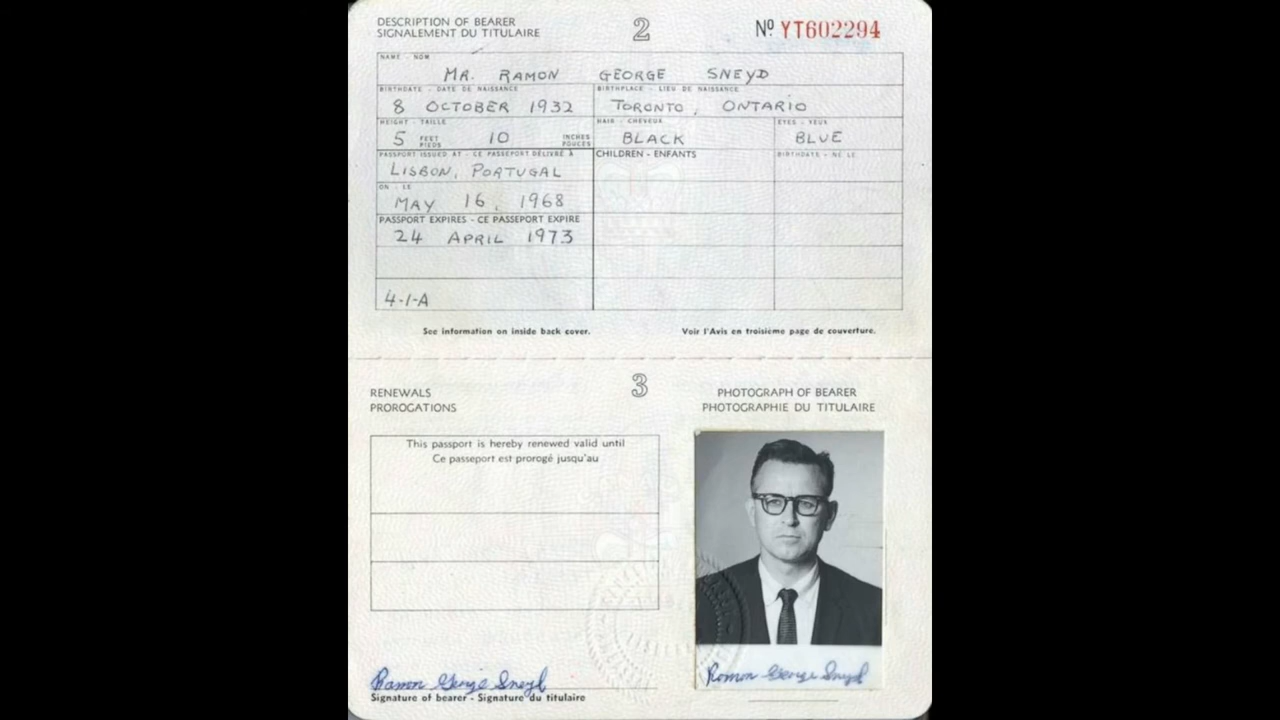 DESCRIPTION OF BEARER
SIGNALEMENT DU TITULAIRE
2
Nº YT602294
NAME - NOM
MR. RAMON GEORGE SNEYD
BIRTHDATE - DATE DE NAISSANCE
BIRTHPLACE - LIEU DE NAISSANCE
8 OCTOBER 1932
TORONTO, ONTARIO
HEIGHT - TAILLE
HAIR - CHEVEUX
EYES - YEUX
5 FEET PIEDS 10 INCHES POUCES
BLACK
BLUE
PASSPORT ISSUED AT - CE PASSEPORT DÉLIVRÉ À
CHILDREN - ENFANTS
BIRTHDATE - NÉ LE
LISBON, PORTUGAL
ON - LE
MAY 16, 1968
PASSPORT EXPIRES - CE PASSEPORT EXPIRE
24 APRIL 1973
4-1-A
See information on inside back cover.
Voir l'Avis en troisième page de couverture.
3
RENEWALS
PROROGATIONS
PHOTOGRAPH OF BEARER
PHOTOGRAPHIE DU TITULAIRE
This passport is hereby renewed valid until
Ce passeport est prorogé jusqu'au
Ramon George Sneyd
Signature of bearer - Signature du titulaire
Ramon George Sneyd